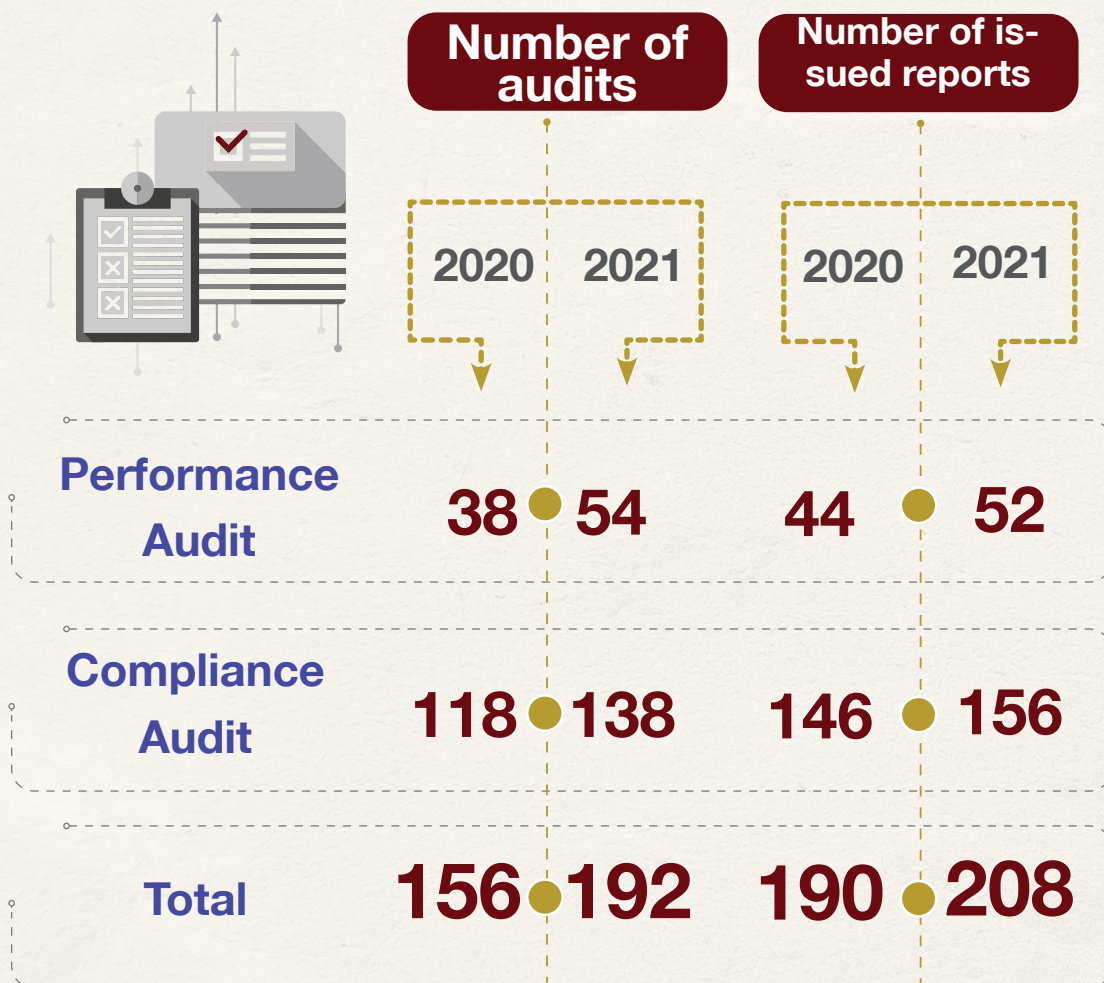 Number of
audits
Number of is-
sued reports
2020 2021 2020 2021
Performance
Audit
38 54 44 52
Compliance
Audit
118 138 146 156
Total 156 192 190 208